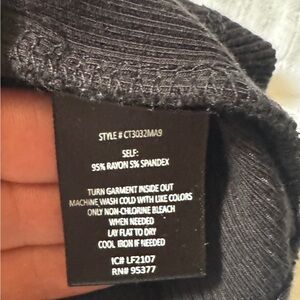 STYLE # CT3032MA9
SELF:
95% RAYON 5% SPANDEX
TURN GARMENT INSIDE OUT
MACHINE WASH COLD WITH LIKE COLORS
ONLY NON-CHLORINE BLEACH
WHEN NEEDED
LAY FLAT TO DRY
COOL IRON IF NEEDED
IC# LF2107
RN# 95377